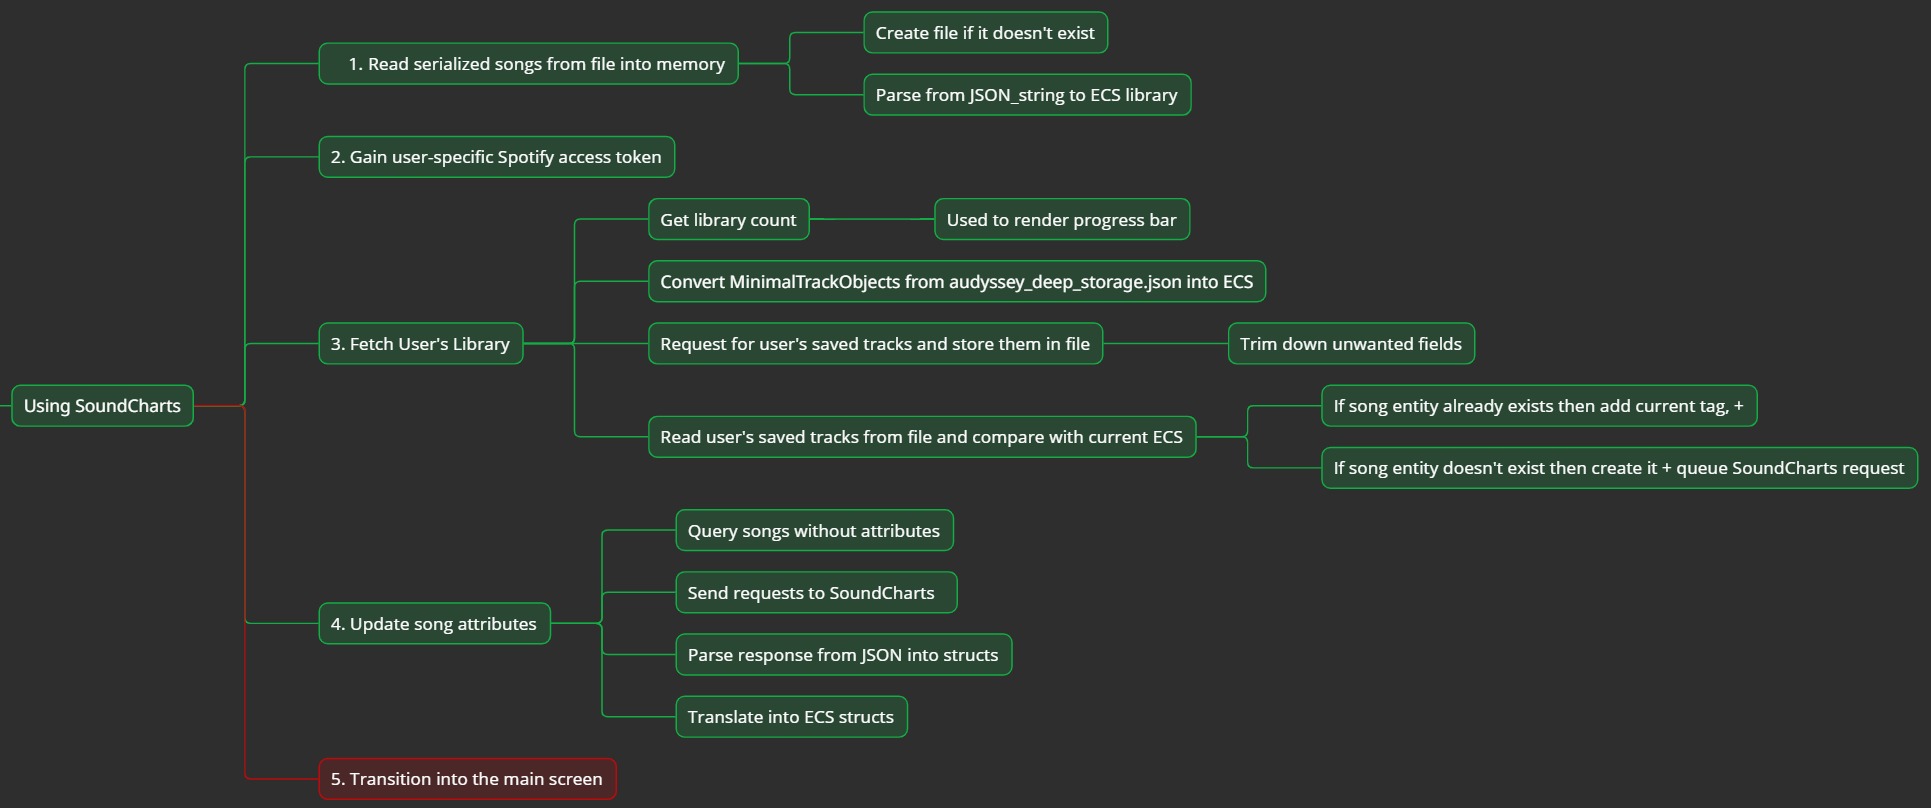 Using SoundCharts
1. Read serialized songs from file into memory
Create file if it doesn't exist
Parse from JSON_string to ECS library
2. Gain user-specific Spotify access token
3. Fetch User's Library
Get library count
Used to render progress bar
Convert MinimalTrackObjects from audyssey_deep_storage.json into ECS
Request for user's saved tracks and store them in file
Trim down unwanted fields
Read user's saved tracks from file and compare with current ECS
If song entity already exists then add current tag, +
If song entity doesn't exist then create it + queue SoundCharts request
4. Update song attributes
Query songs without attributes
Send requests to SoundCharts
Parse response from JSON into structs
Translate into ECS structs
5. Transition into the main screen